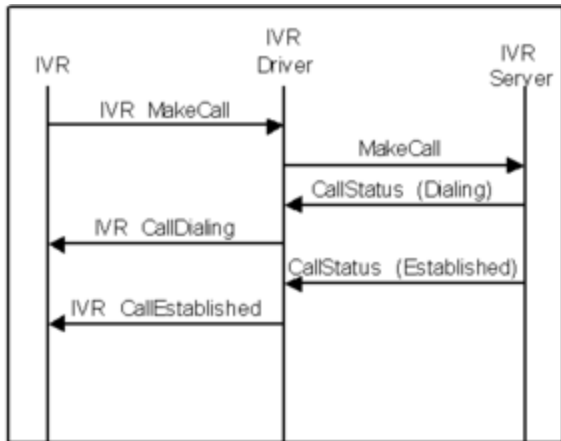 IVR
IVR
Driver
IVR
Server
IVR MakeCall
MakeCall
CallStatus (Dialing)
IVR CallDialing
CallStatus (Established)
IVR CallEstablished